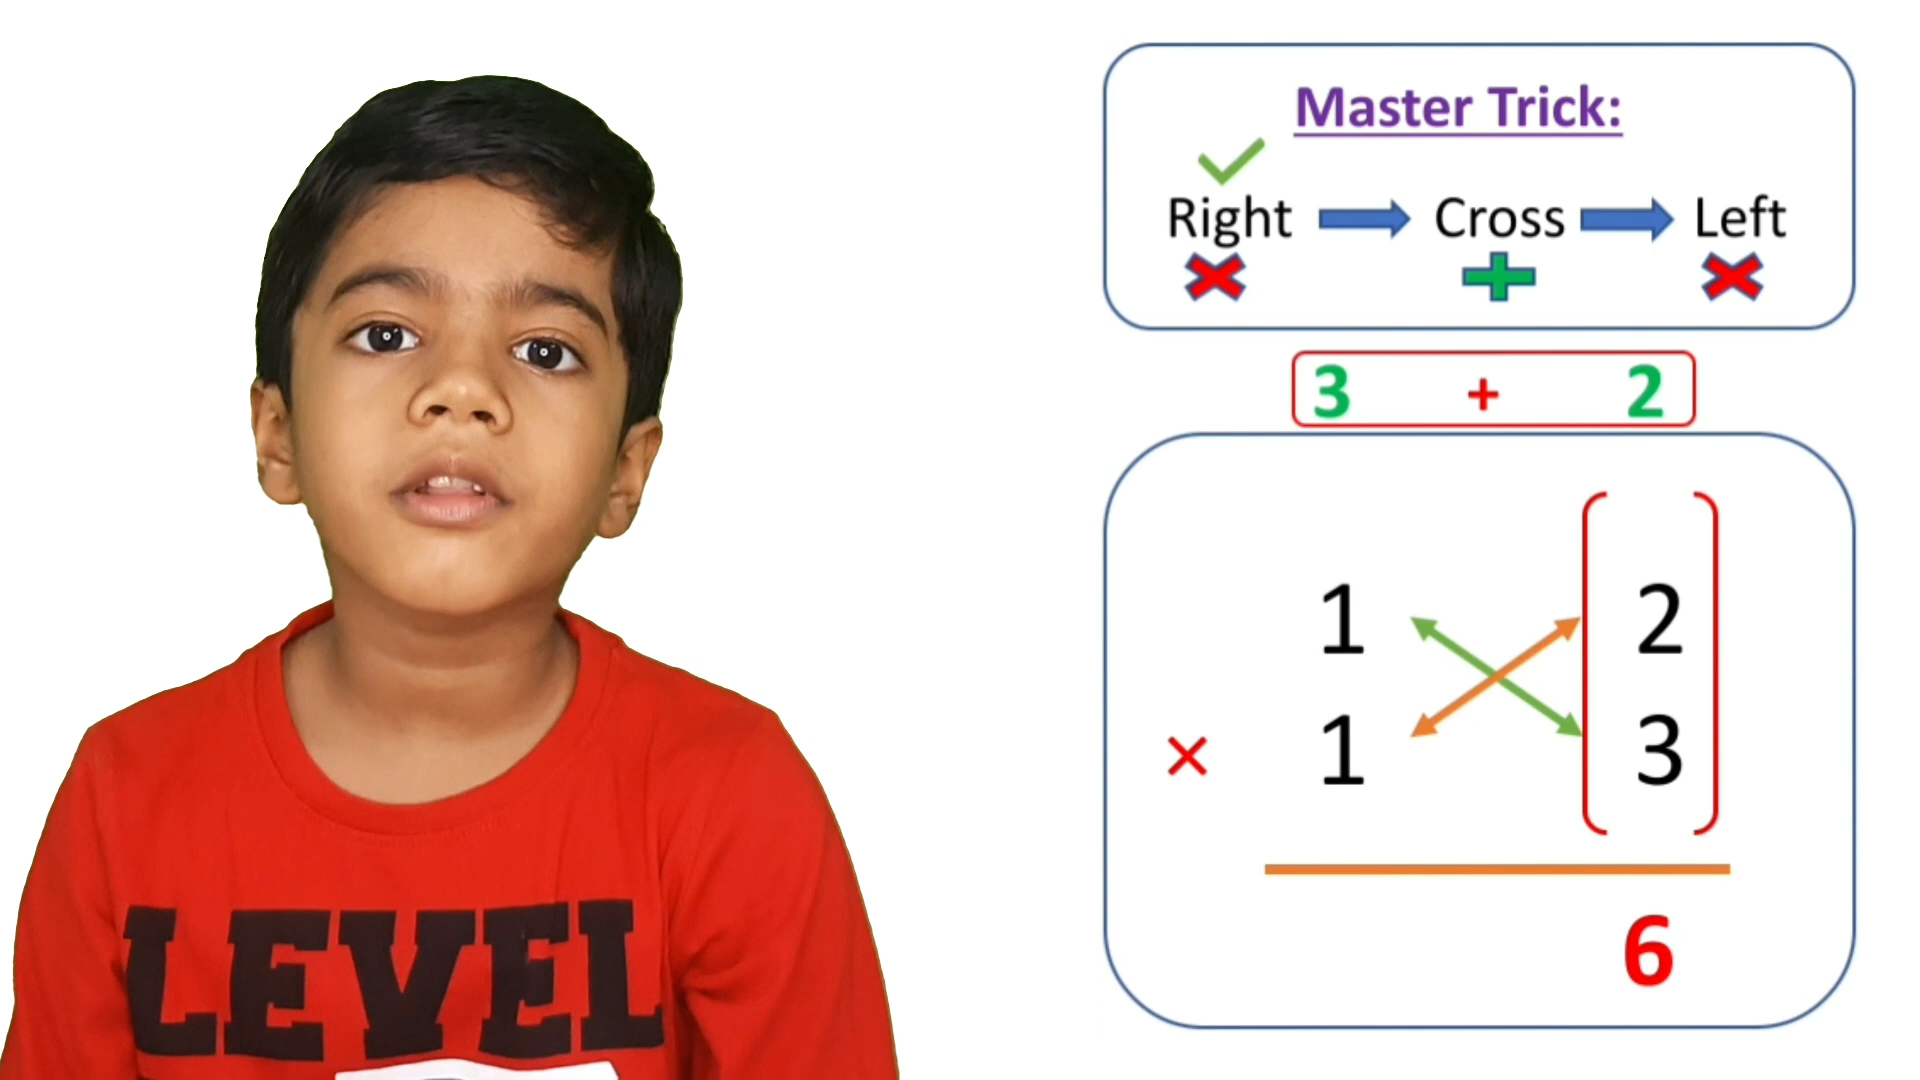 Master Trick:
Right Cross Left
3 + 2
1 2
× 1 3
6
LEVEL